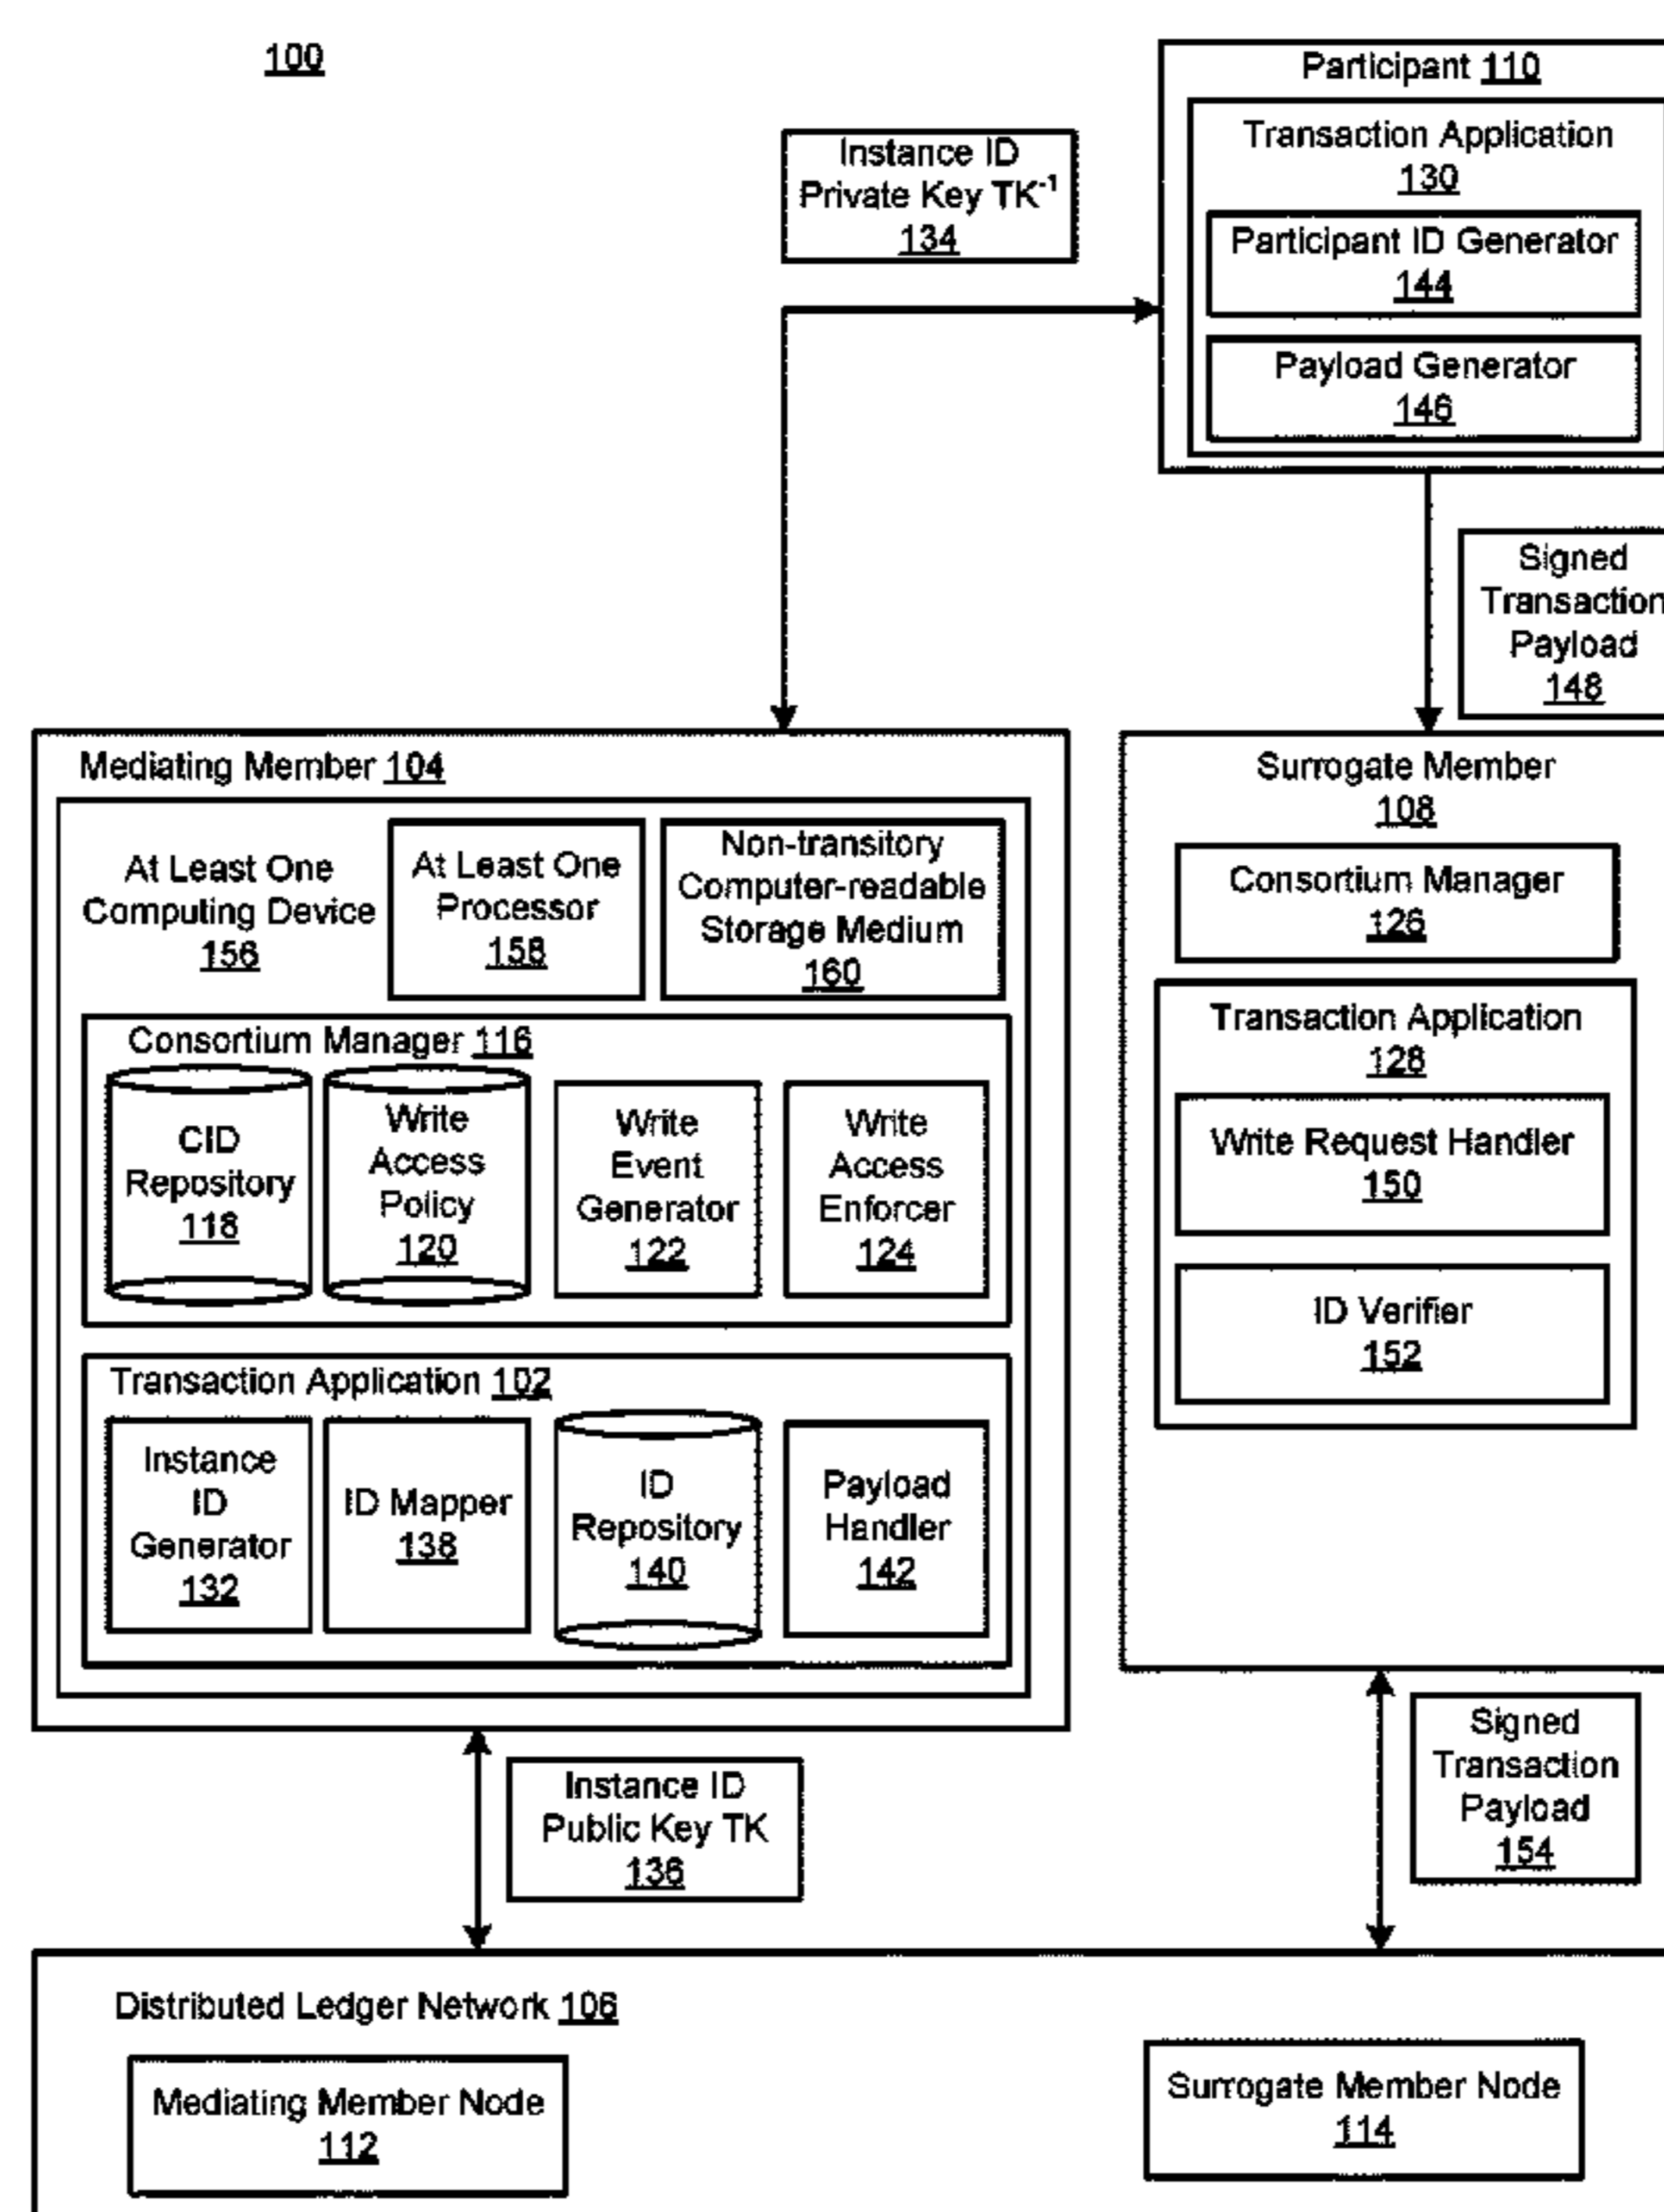 100
Participant 110
Transaction Application
130
Participant ID Generator
144
Payload Generator
146
Instance ID
Private Key TK-1
134
Signed
Transaction
Payload
148
Mediating Member 104
At Least One
Computing Device
156
At Least One
Processor
158
Non-transitory
Computer-readable
Storage Medium
160
Consortium Manager 116
CID
Repository
118
Write
Access
Policy
120
Write
Event
Generator
122
Write
Access
Enforcer
124
Transaction Application 102
Instance
ID
Generator
132
ID Mapper
138
ID
Repository
140
Payload
Handler
142
Surrogate Member
108
Consortium Manager
126
Transaction Application
128
Write Request Handler
150
ID Verifier
152
Instance ID
Public Key TK
136
Signed
Transaction
Payload
154
Distributed Ledger Network 106
Mediating Member Node
112
Surrogate Member Node
114